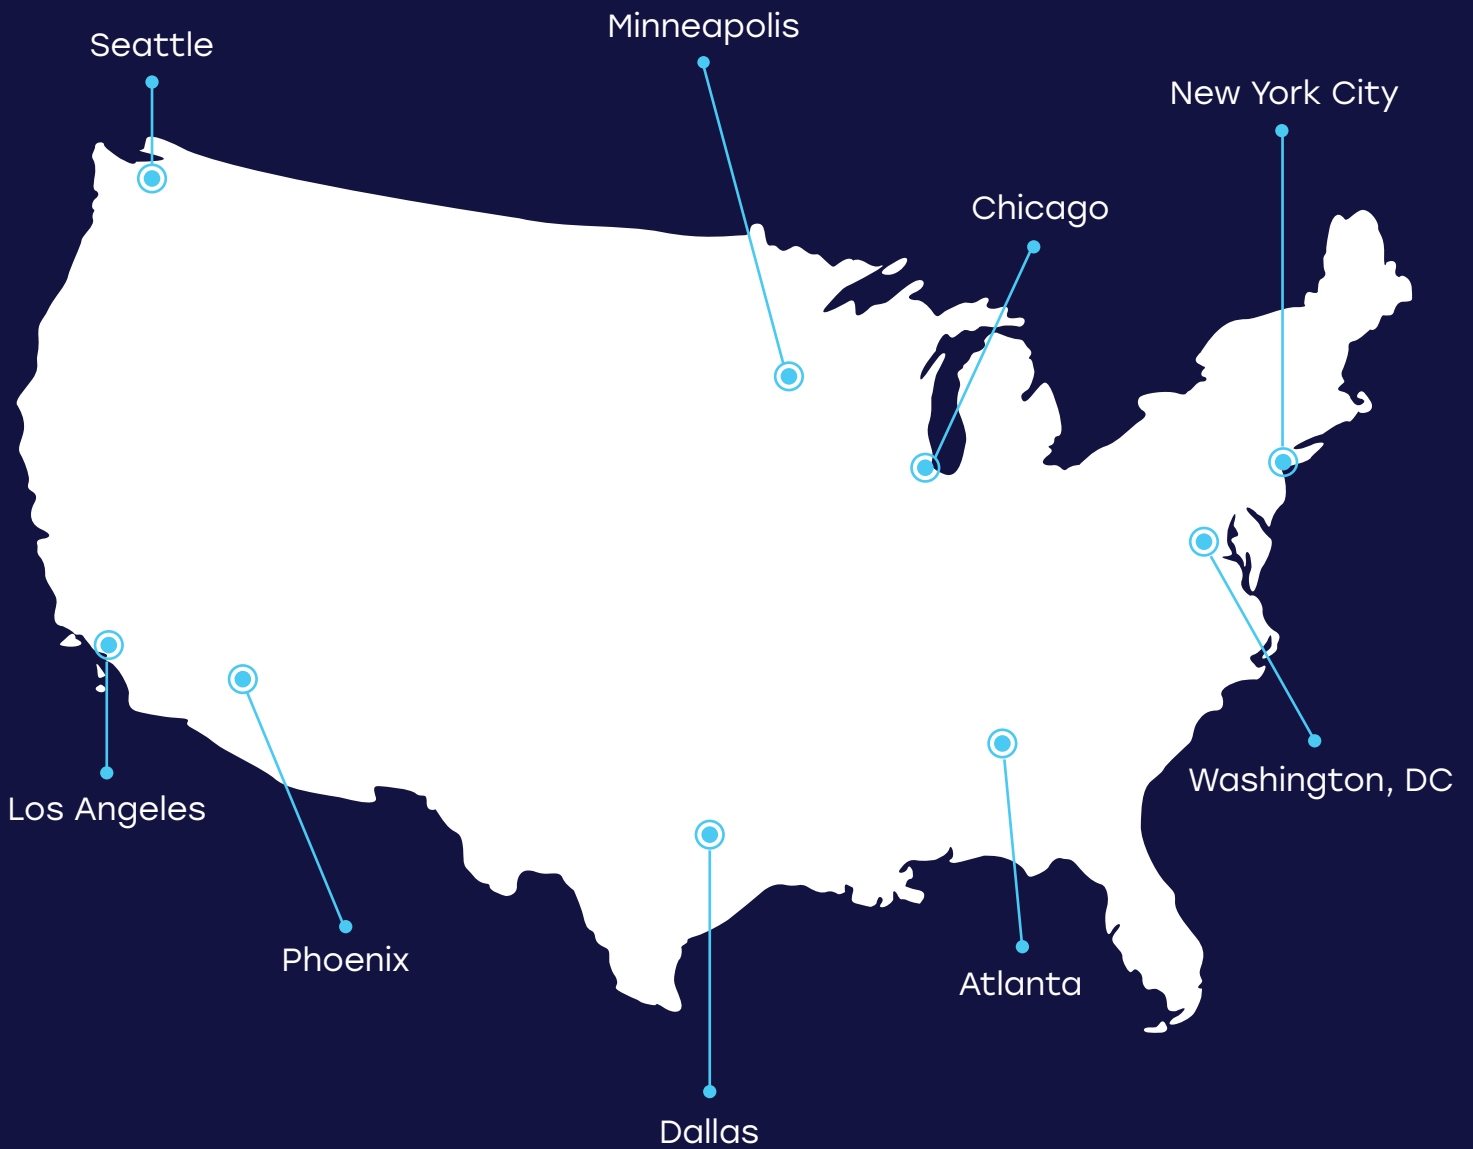 Minneapolis
Seattle
New York City
Chicago
Washington, DC
Los Angeles
Phoenix
Atlanta
Dallas